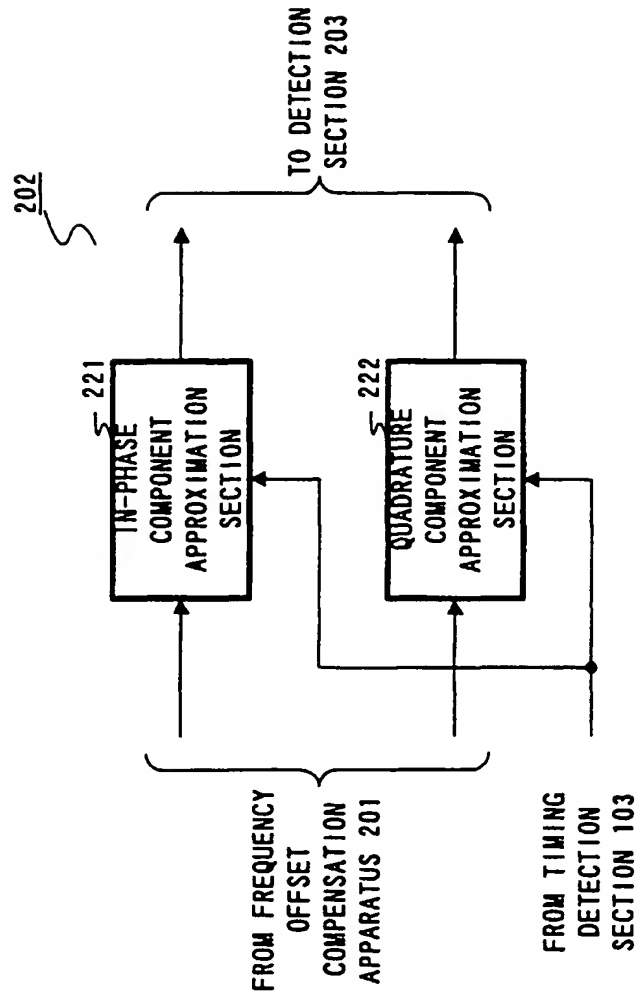 202
221
IN-PHASE
COMPONENT
APPROXIMATION
SECTION
222
QUADRATURE
COMPONENT
APPROXIMATION
SECTION
FROM FREQUENCY
OFFSET
COMPENSATION
APPARATUS 201
TO DETECTION
SECTION 203
FROM TIMING
DETECTION
SECTION 103